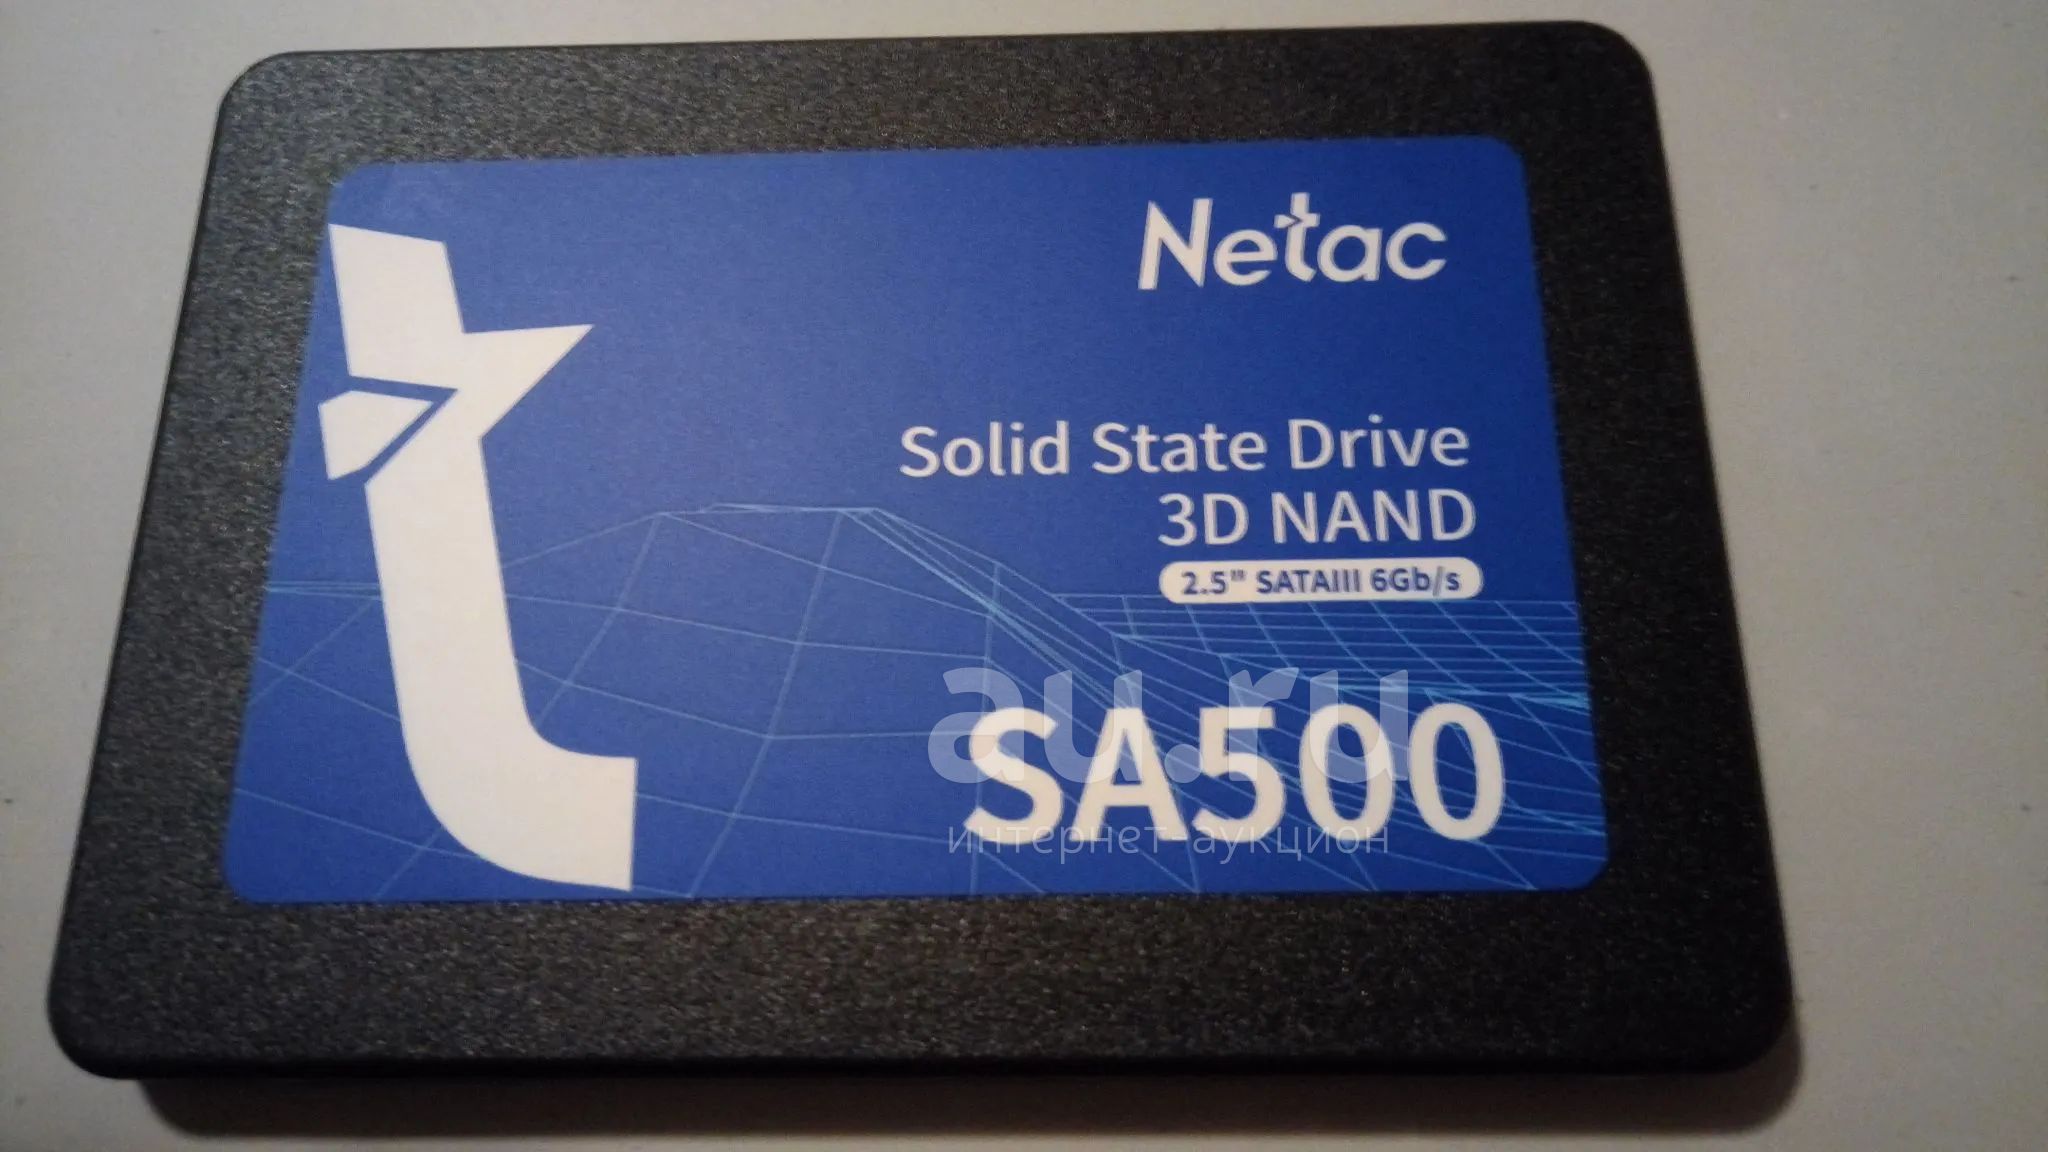 Netac
Solid State Drive
3D NAND
2.5" SATAIII 6Gb/s
au.ru
SA500
интернет-аукцион